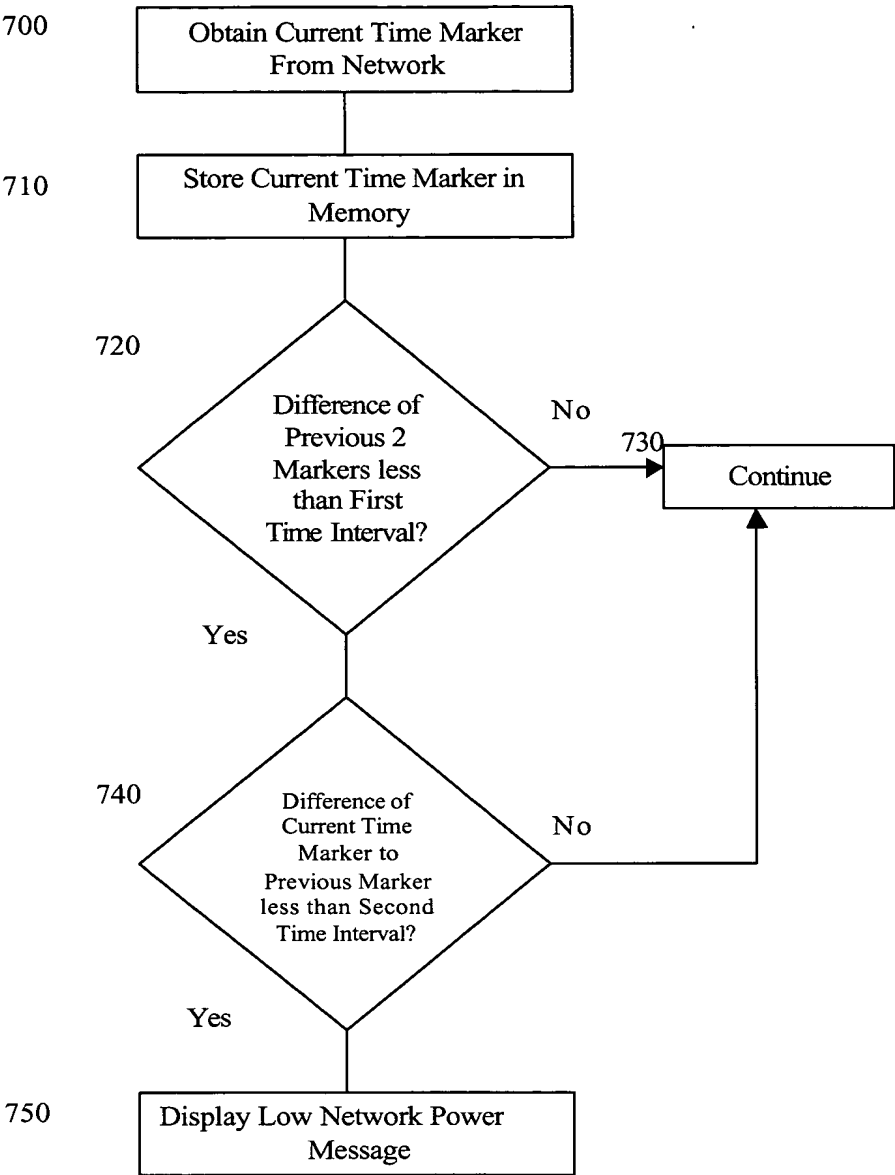 700
Obtain Current Time Marker
From Network
710
Store Current Time Marker in
Memory
720
Difference of
Previous 2
Markers less
than First
Time Interval?
No
730
Continue
Yes
740
Difference of
Current Time
Marker to
Previous Marker
less than Second
Time Interval?
No
Yes
750
Display Low Network Power
Message